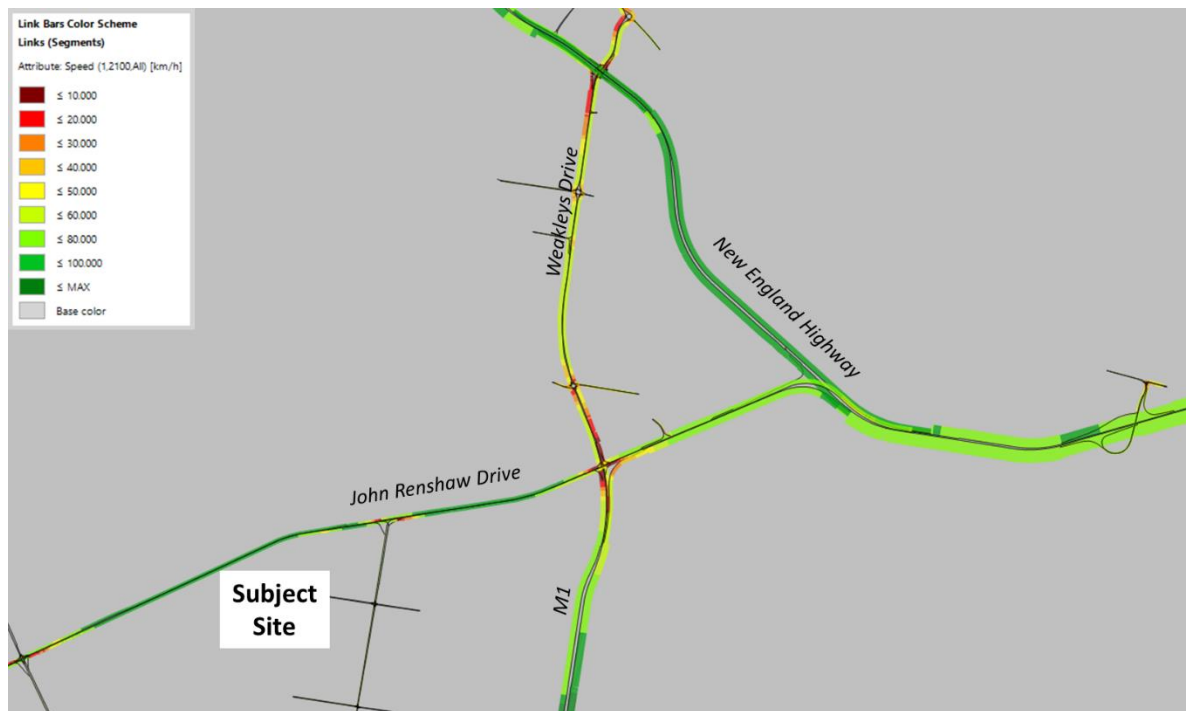 Link Bars Color Scheme
Links (Segments)
Attribute: Speed (1,2100,All) [km/h]
≤ 10.000
≤ 20.000
≤ 30.000
≤ 40.000
≤ 50.000
≤ 60.000
≤ 80.000
≤ 100.000
≤ MAX
Base color
Weakleys Drive
New England Highway
John Renshaw Drive
M1
Subject
Site